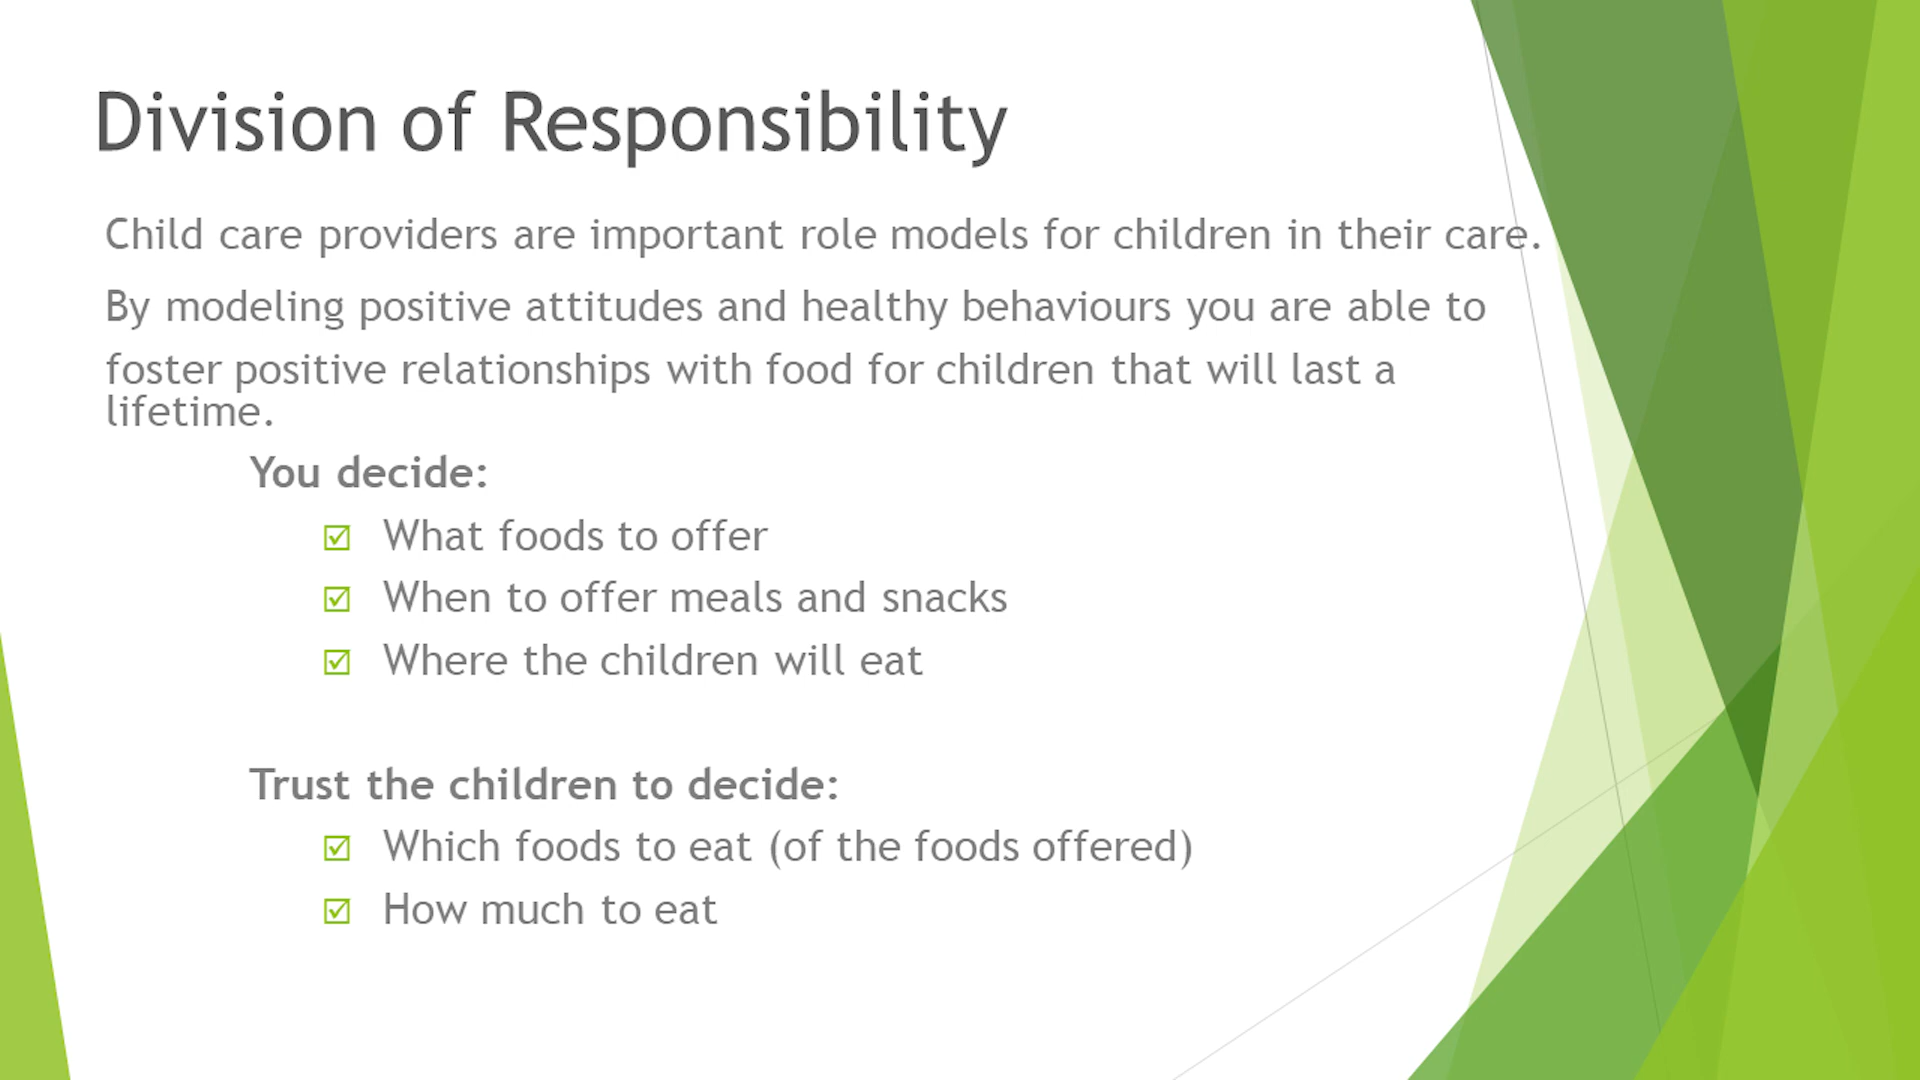 Division of Responsibility
Child care providers are important role models for children in their care.
By modeling positive attitudes and healthy behaviours you are able to
foster positive relationships with food for children that will last a
lifetime.
You decide:
What foods to offer
When to offer meals and snacks
Where the children will eat
Trust the children to decide:
Which foods to eat (of the foods offered)
How much to eat